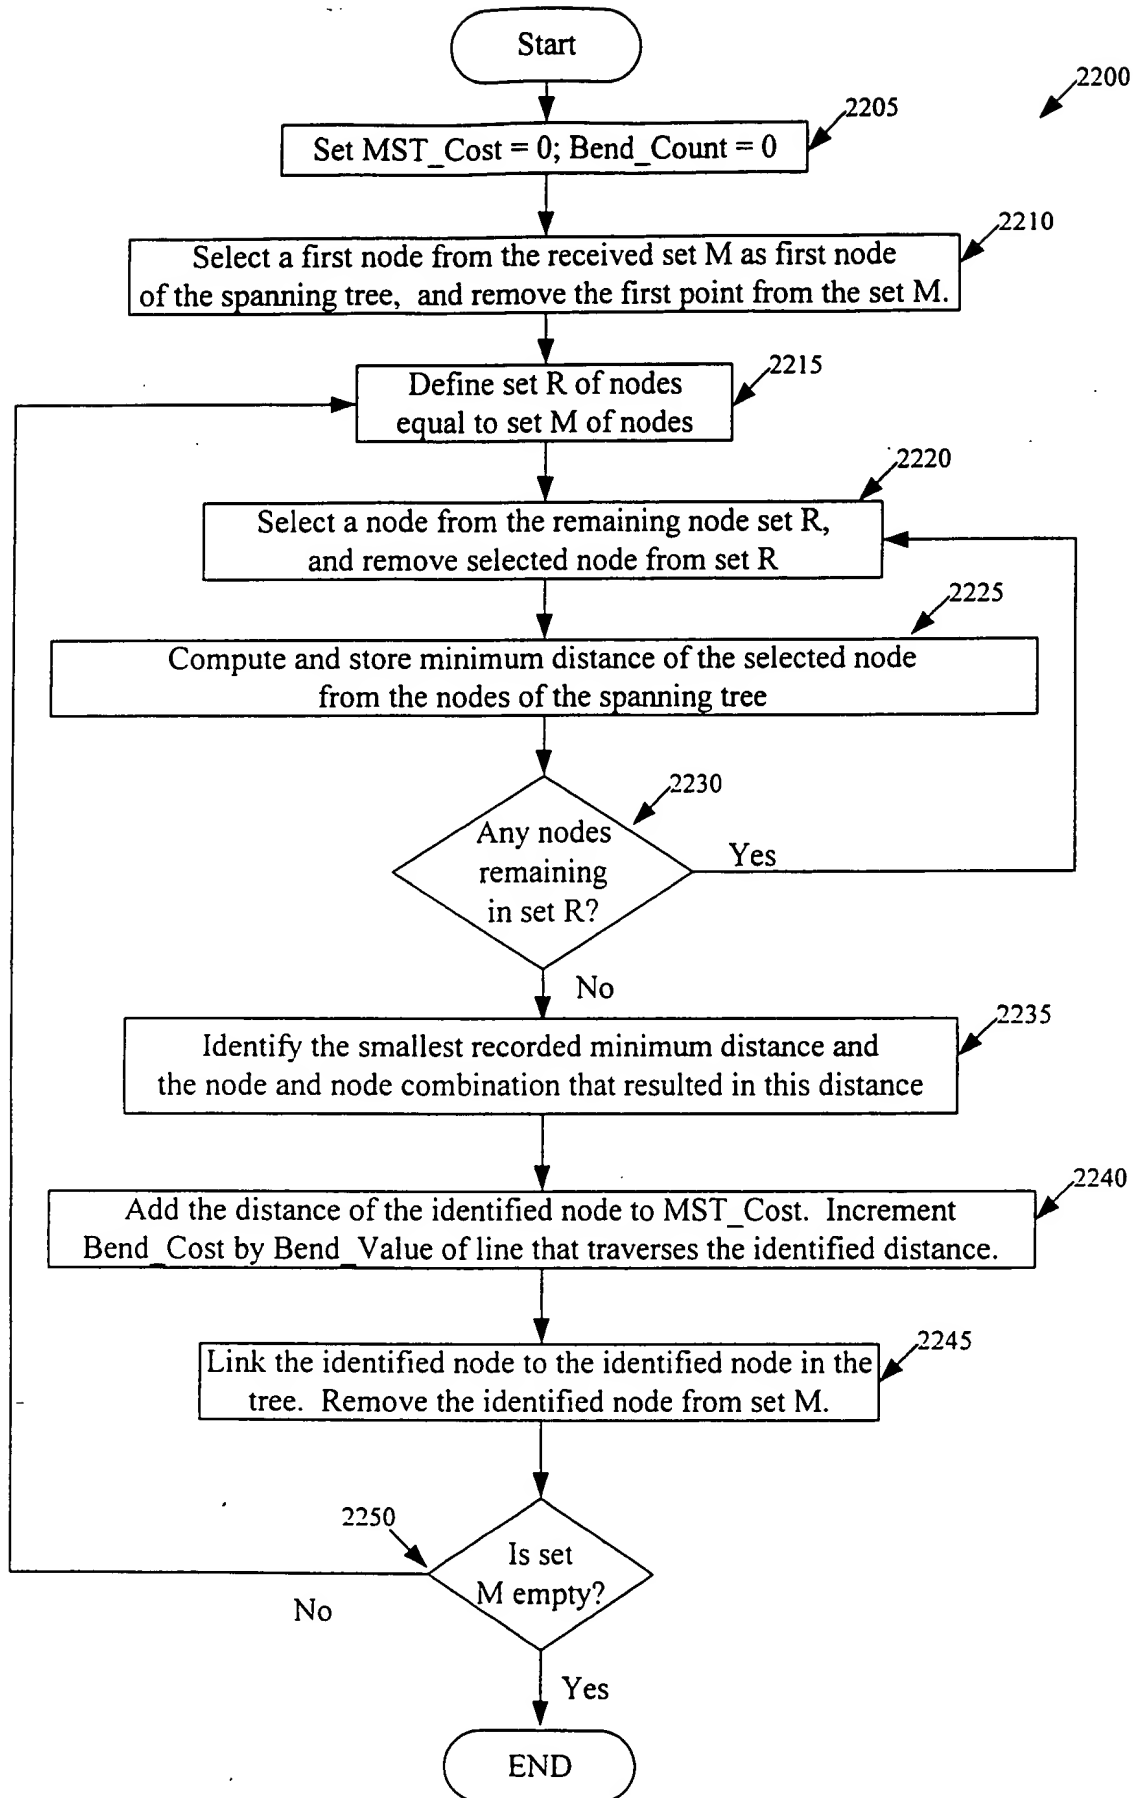 Start
2200
2205
Set MST_Cost = 0; Bend_Count = 0
2210
Select a first node from the received set M as first node
of the spanning tree, and remove the first point from the set M.
2215
Define set R of nodes
equal to set M of nodes
2220
Select a node from the remaining node set R,
and remove selected node from set R
2225
Compute and store minimum distance of the selected node
from the nodes of the spanning tree
2230
Any nodes
remaining
in set R?
Yes
No
2235
Identify the smallest recorded minimum distance and
the node and node combination that resulted in this distance
2240
Add the distance of the identified node to MST_Cost. Increment
Bend_Cost by Bend_Value of line that traverses the identified distance.
2245
Link the identified node to the identified node in the
tree. Remove the identified node from set M.
2250
Is set
M empty?
No
Yes
END